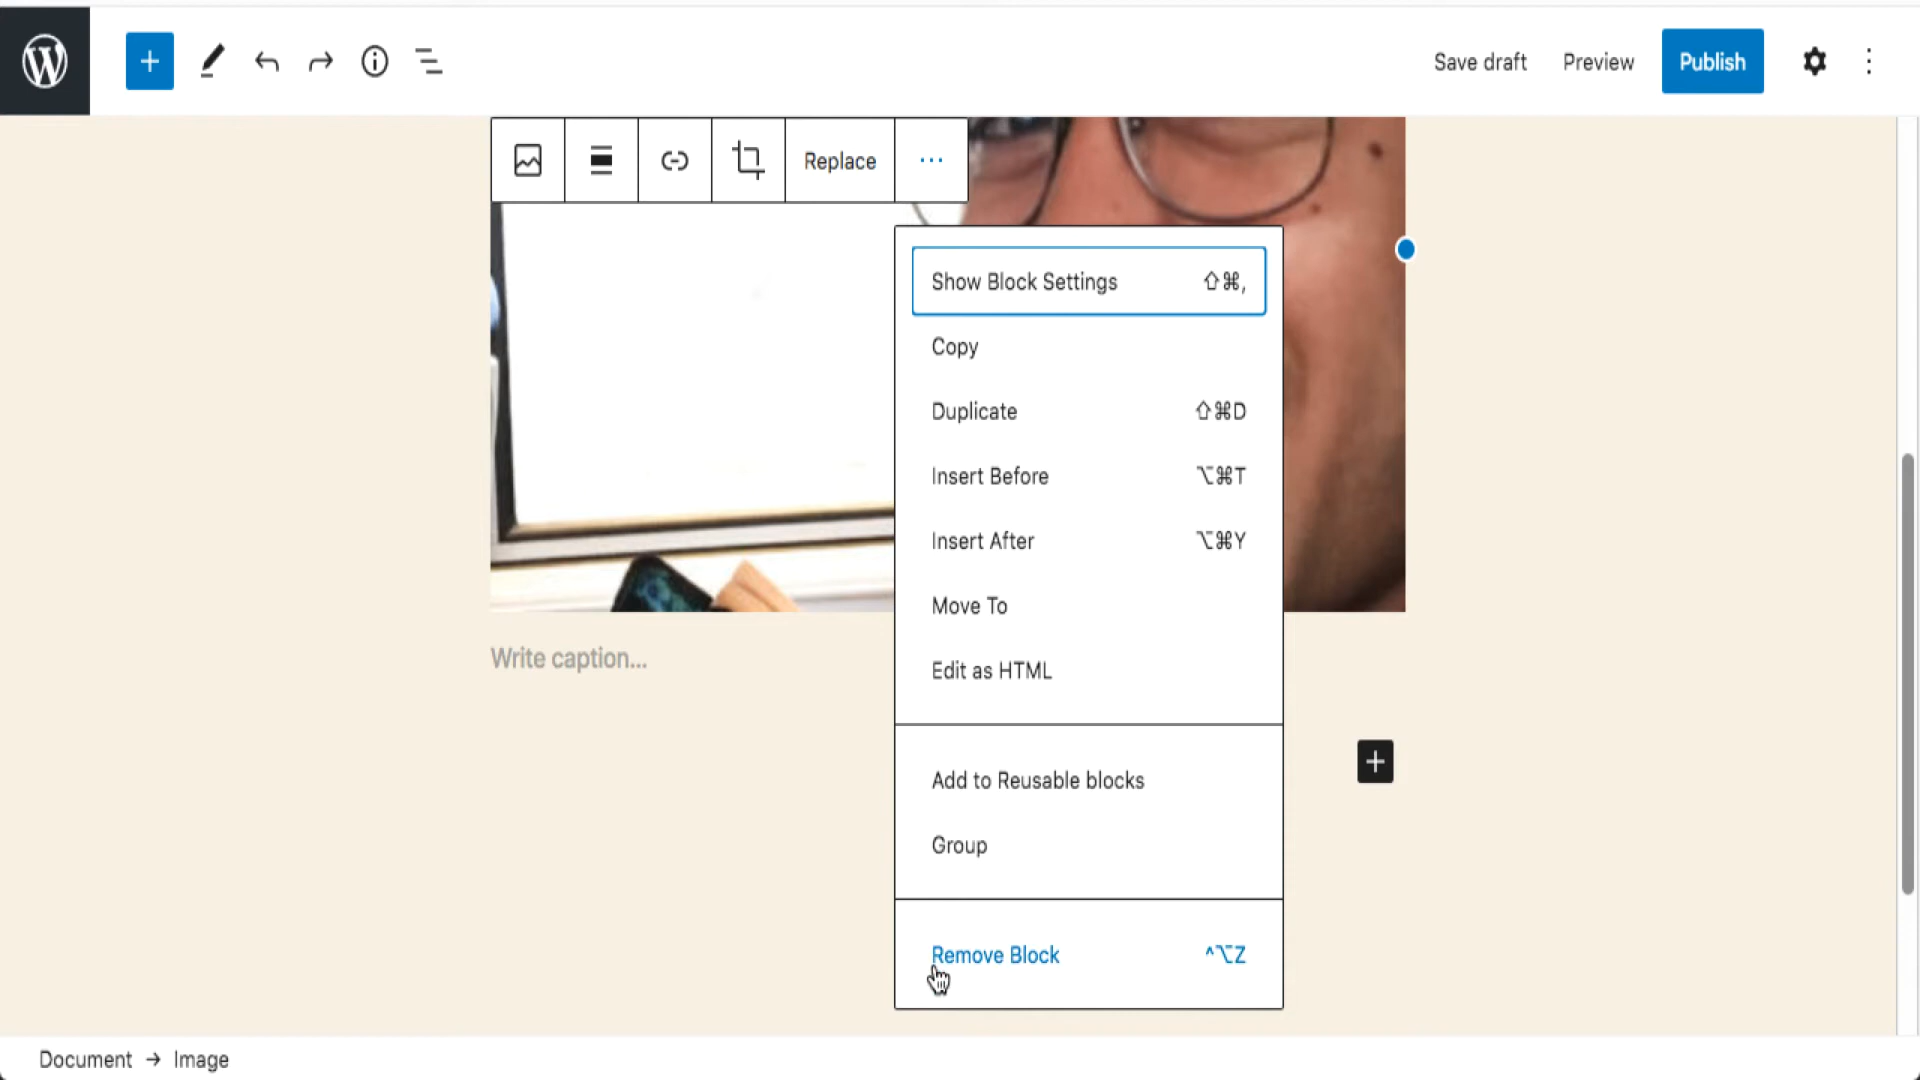 Save draft Preview Publish
Replace
Show Block Settings ⇧⌘,
Copy
Duplicate ⇧⌘D
Insert Before ⌥⌘T
Insert After ⌥⌘Y
Move To
Edit as HTML
Write caption...
Add to Reusable blocks
Group
Remove Block ^⌥Z
Document → Image